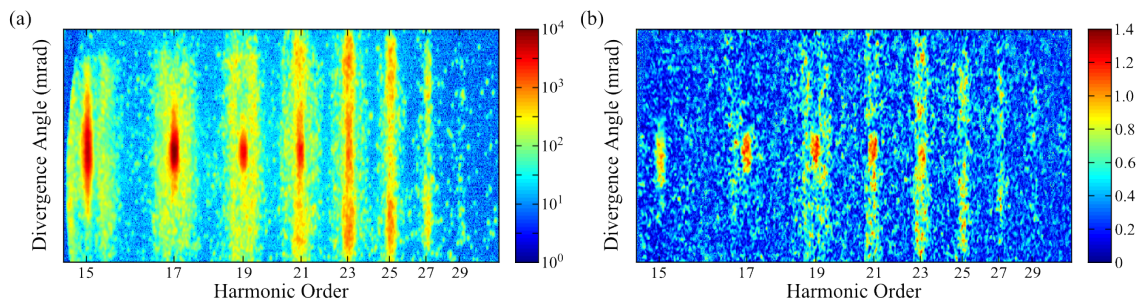 (a)
Divergence Angle (mrad)
15 17 19 21 23 25 27 29
Harmonic Order
10^4
10^3
10^2
10^1
10^0
(b)
Divergence Angle (mrad)
15 17 19 21 23 25 27 29
Harmonic Order
1.4
1.2
1.0
0.8
0.6
0.4
0.2
0